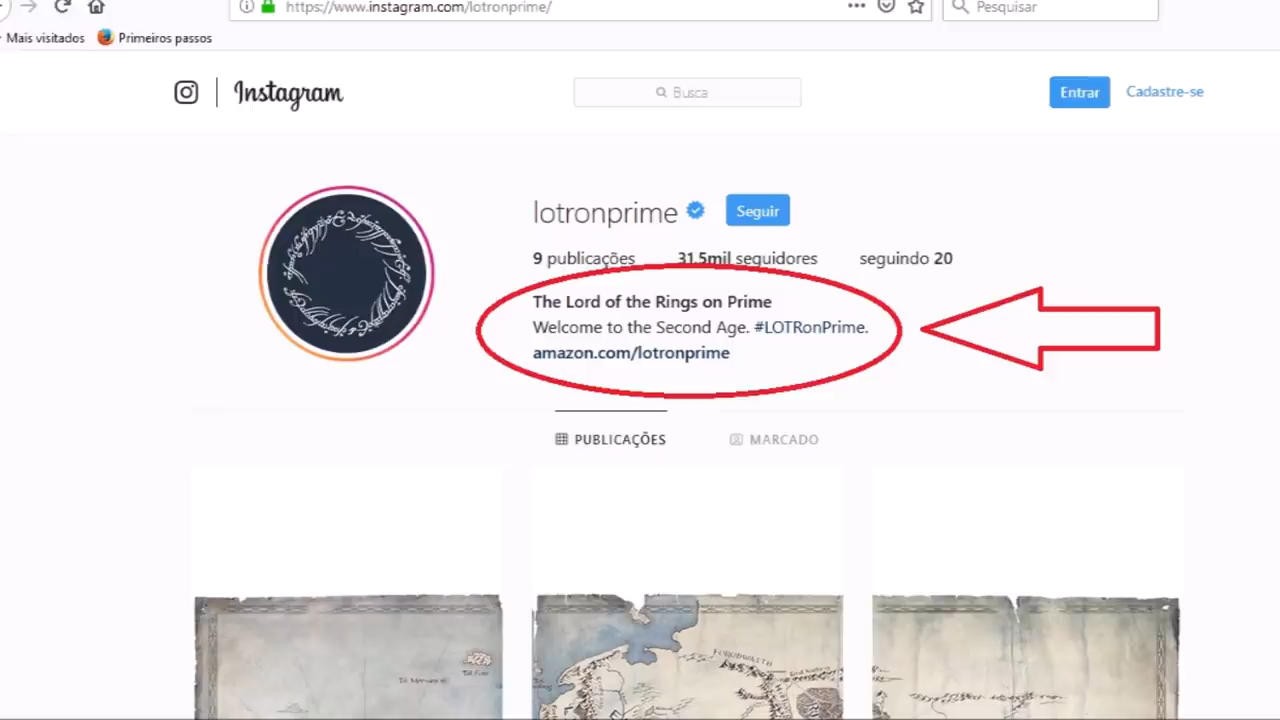 https://www.instagram.com/lotronprime/
Pesquisar
Mais visitados
Primeiros passos
Instagram
Busca
Entrar
Cadastre-se
lotronprime
Seguir
9 publicações 31.5mil seguidores seguindo 20
The Lord of the Rings on Prime
Welcome to the Second Age. #LOTRonPrime.
amazon.com/lotronprime
PUBLICAÇÕES
MARCADO